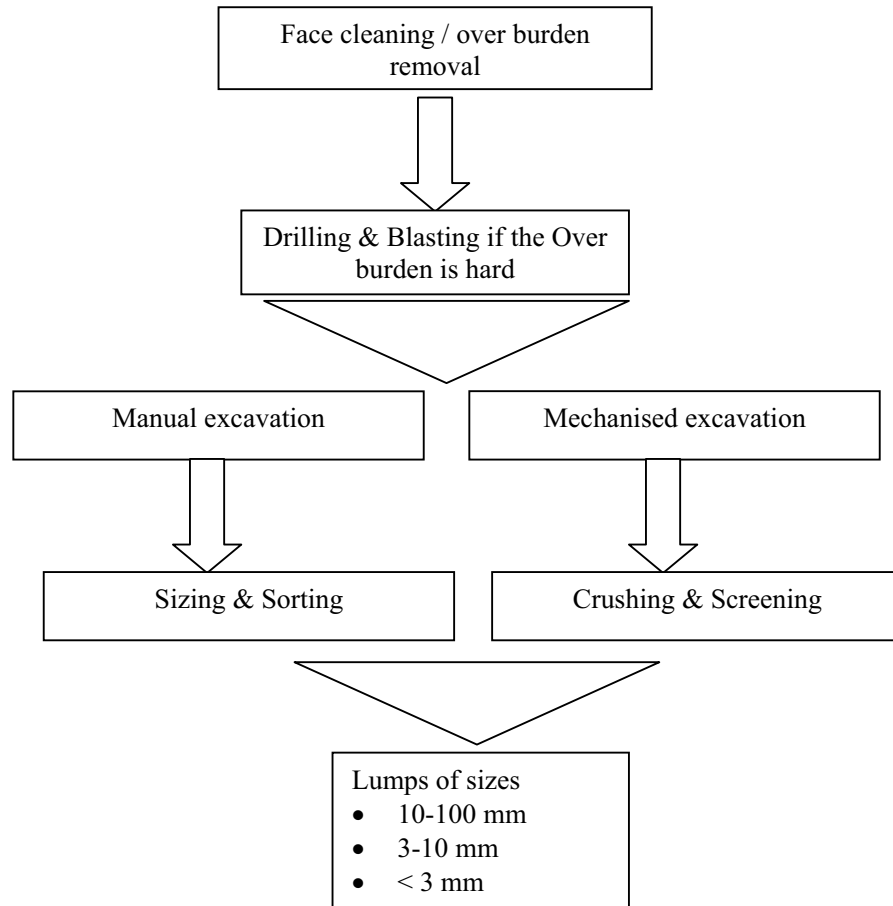 Face cleaning / over burden
removal
Drilling & Blasting if the Over
burden is hard
Manual excavation
Mechanised excavation
Sizing & Sorting
Crushing & Screening
Lumps of sizes
• 10-100 mm
• 3-10 mm
• < 3 mm